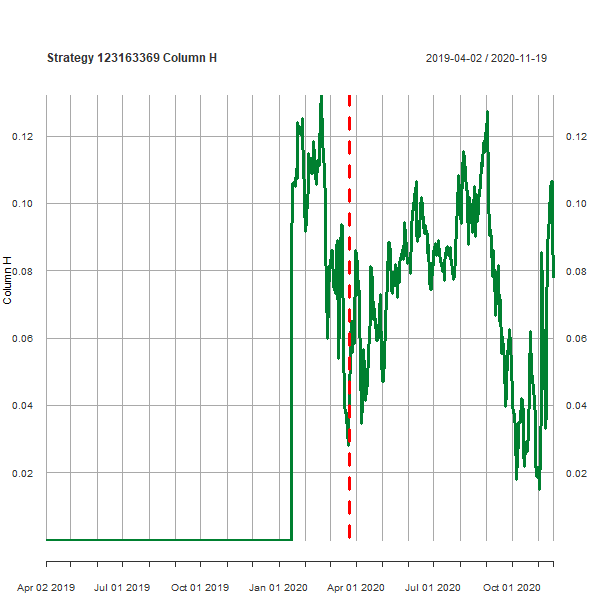 Strategy 123163369 Column H
2019-04-02 / 2020-11-19
0.12
0.12
0.10
0.10
0.08
0.08
Column H
0.06
0.06
0.04
0.04
0.02
0.02
Apr 02 2019
Jul 01 2019
Oct 01 2019
Jan 01 2020
Apr 01 2020
Jul 01 2020
Oct 01 2020